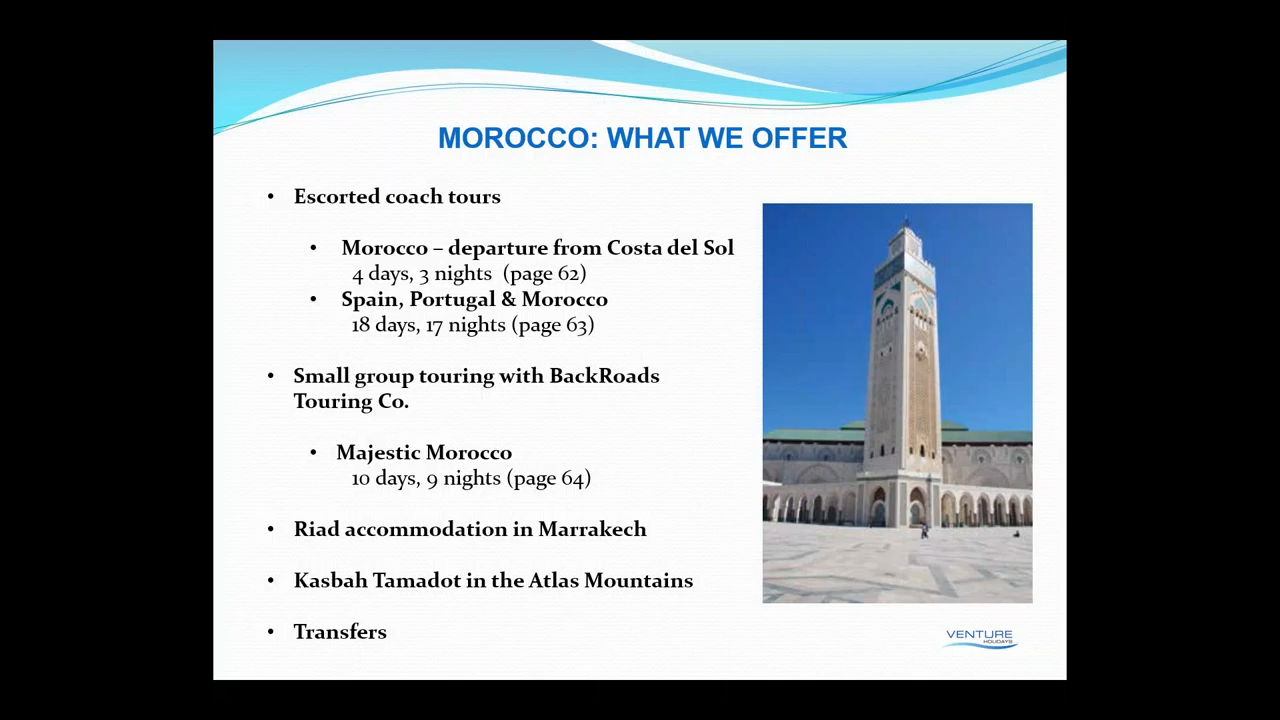 MOROCCO: WHAT WE OFFER
• Escorted coach tours
• Morocco – departure from Costa del Sol
4 days, 3 nights (page 62)
• Spain, Portugal & Morocco
18 days, 17 nights (page 63)
• Small group touring with BackRoads
Touring Co.
• Majestic Morocco
10 days, 9 nights (page 64)
• Riad accommodation in Marrakech
• Kasbah Tamadot in the Atlas Mountains
• Transfers
VENTURE
HOLIDAYS